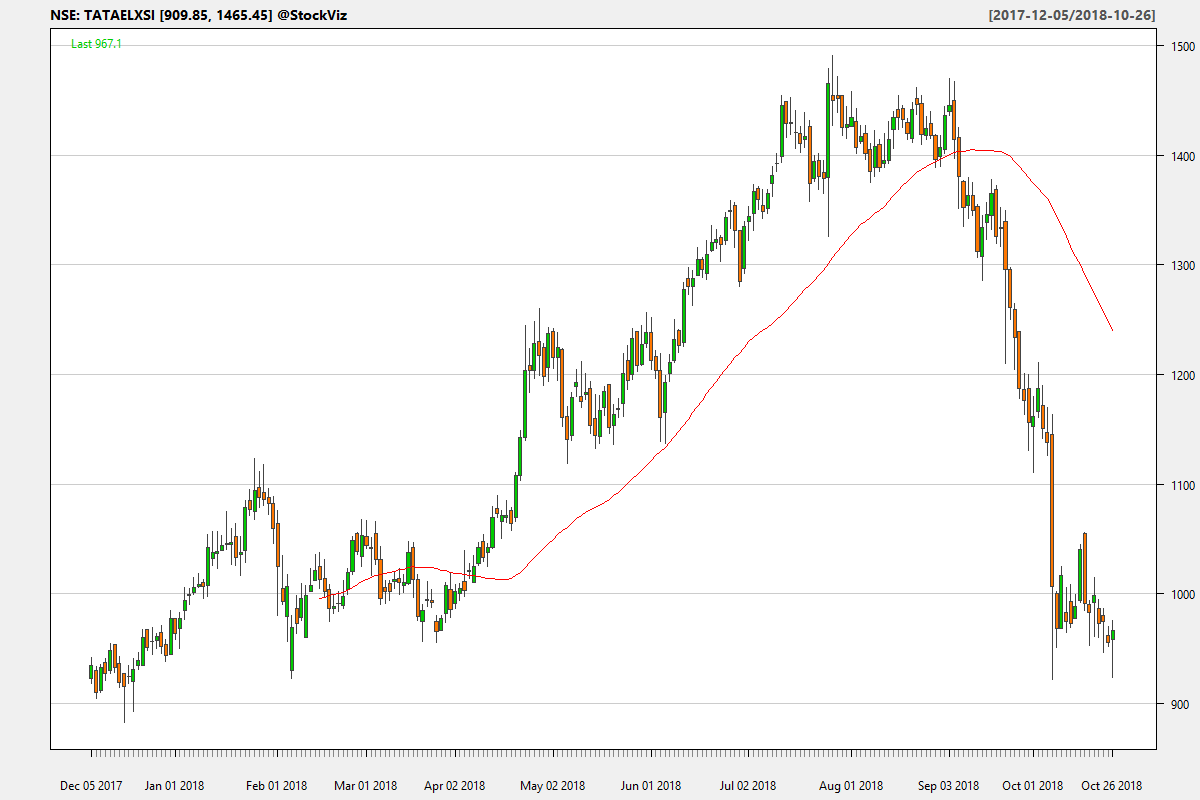 NSE: TATAELXSI [909.85, 1465.45] @StockViz
[2017-12-05/2018-10-26]
Last 967.1
1500
1400
1300
1200
1100
1000
900
Dec 05 2017
Jan 01 2018
Feb 01 2018
Mar 01 2018
Apr 02 2018
May 02 2018
Jun 01 2018
Jul 02 2018
Aug 01 2018
Sep 03 2018
Oct 01 2018
Oct 26 2018